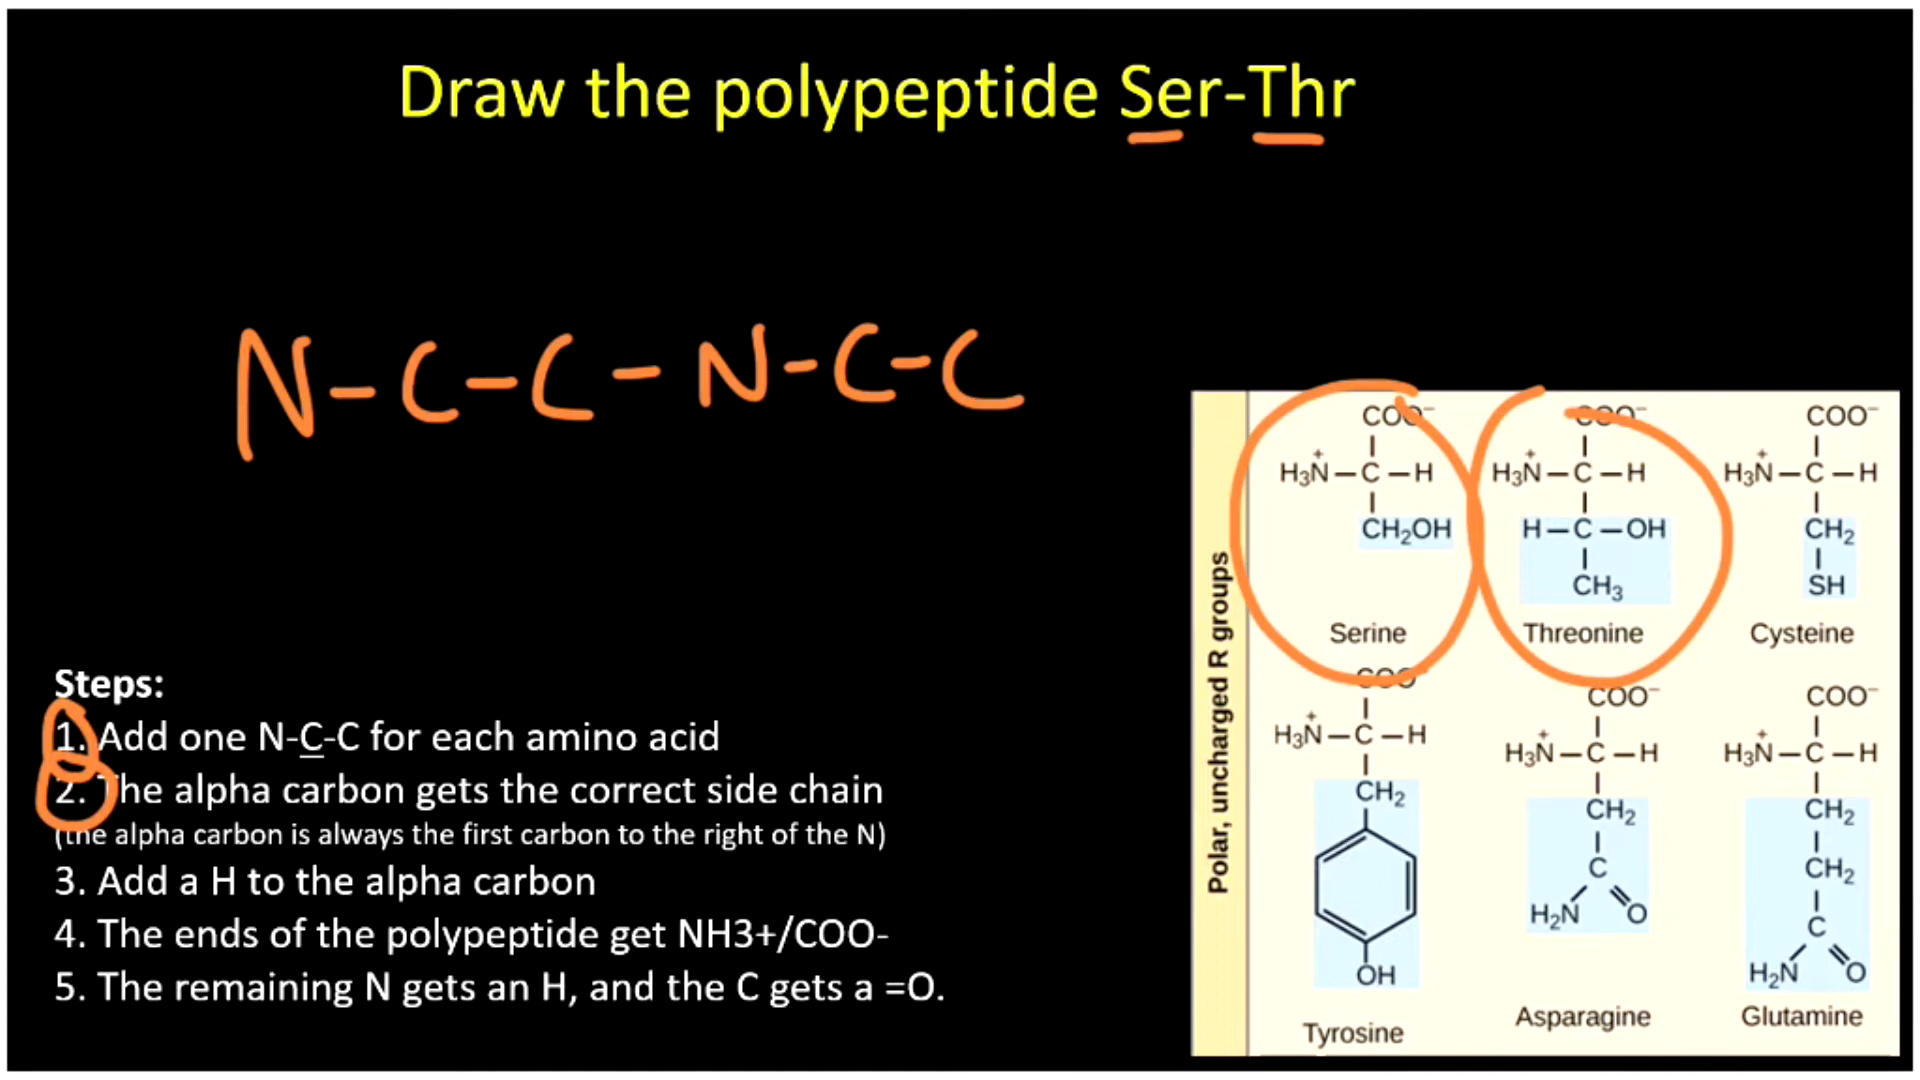 Draw the polypeptide Ser-Thr
N-C-C-N-C-C
Steps:
1. Add one N-C-C for each amino acid
2. The alpha carbon gets the correct side chain
(the alpha carbon is always the first carbon to the right of the N)
3. Add a H to the alpha carbon
4. The ends of the polypeptide get NH3+/COO-
5. The remaining N gets an H, and the C gets a =O.
Polar, uncharged R groups
COO⁻
H₃N⁺—C—H
CH₂OH
Serine
COO⁻
H₃N⁺—C—H
H—C—OH
CH₃
Threonine
COO⁻
H₃N⁺—C—H
CH₂
SH
Cysteine
COO⁻
H₃N⁺—C—H
CH₂
OH
Tyrosine
COO⁻
H₃N⁺—C—H
CH₂
C
H₂N O
Asparagine
COO⁻
H₃N⁺—C—H
CH₂
CH₂
C
H₂N O
Glutamine